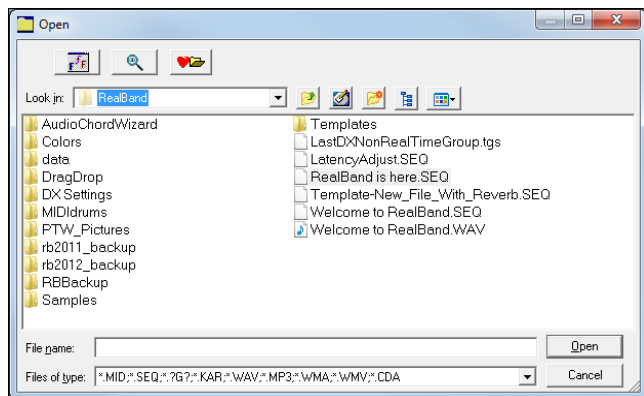 Open
FfF
Look in: RealBand
AudioChordWizard
Colors
data
DragDrop
DX Settings
MIDIdrums
PTW_Pictures
rb2011_backup
rb2012_backup
RBBackup
Samples
Templates
LastDXNonRealTimeGroup.tgs
LatencyAdjust.SEQ
RealBand is here.SEQ
Template-New_File_With_Reverb.SEQ
Welcome to RealBand.SEQ
Welcome to RealBand.WAV
File name: Open
Files of type: *.MID;*.SEQ;*.?G?;*.KAR;*.WAV;*.MP3;*.WMA;*.WMV;*.CDA Cancel